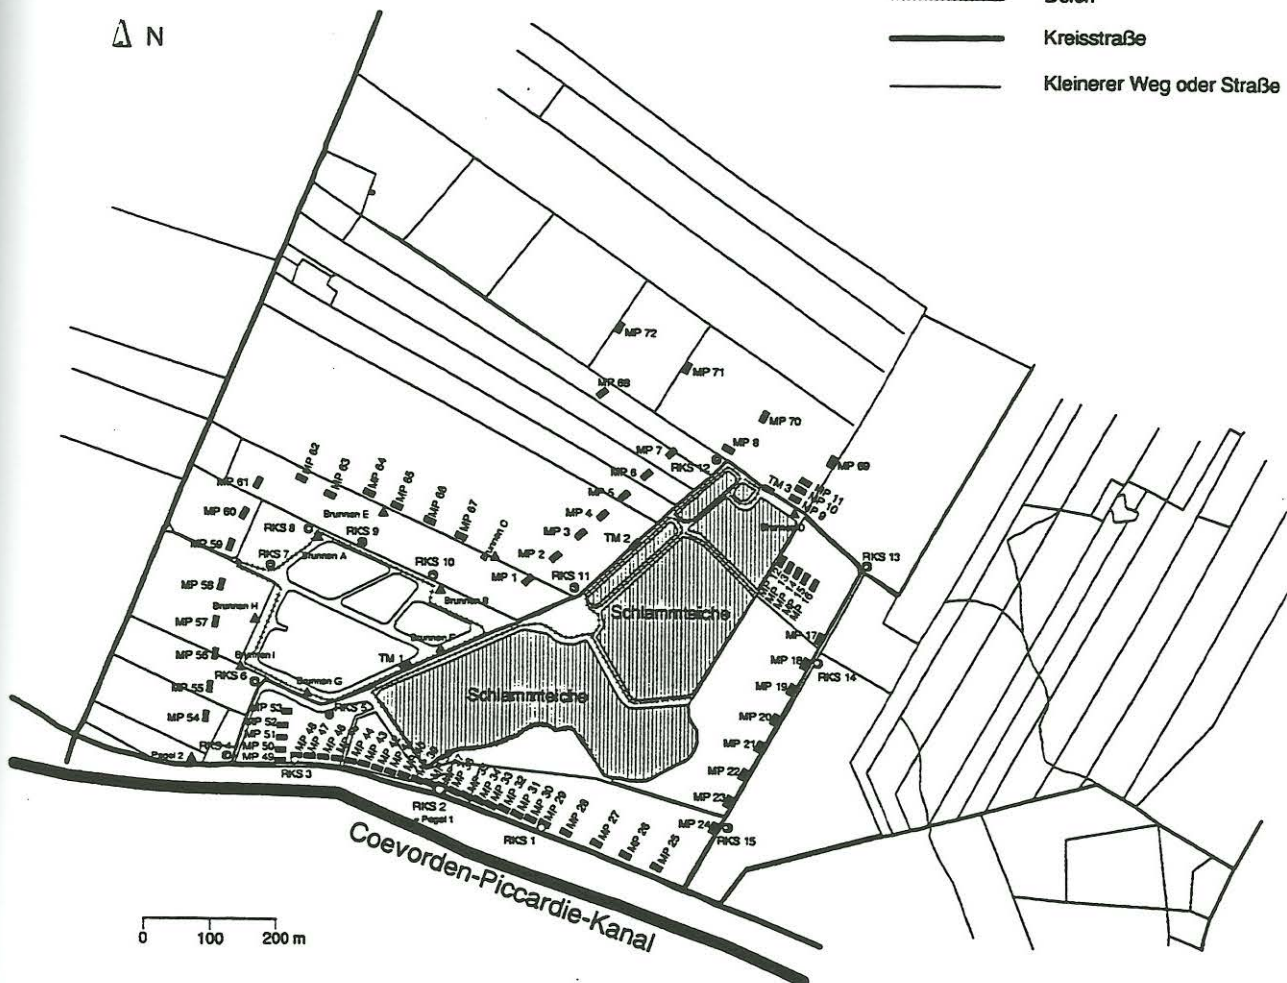 N
Kreisstraße
Kleinerer Weg oder Straße
MP 72
MP 71
MP 68
MP 70
MP 8
MP 7
RKS 12
MP 69
MP 6
TM 3
MP 11
MP 10
MP 9
MP 5
MP 4
MP 3
TM 2
MP 2
MP 1
RKS 11
MP 62
MP 63
MP 64
MP 65
MP 66
MP 67
Brunnen C
MP 61
Brunnen E
MP 60
RKS 8
RKS 9
MP 59
RKS 7
Brunnen A
RKS 10
MP 58
Brunnen B
Brunnen H
MP 57
MP 56
Brunnen I
Brunnen F
TM 1
RKS 6
Brunnen G
MP 55
MP 54
RKS 5
MP 53
MP 52
MP 51
MP 50
MP 49
RKS 4
Pegel 2
RKS 3
MP 48
MP 47
MP 46
MP 44
MP 43
Schlammteiche
Schlammteiche
RKS 13
MP 17
MP 18
RKS 14
MP 19
MP 20
MP 21
MP 22
MP 23
MP 24
RKS 15
MP 34
MP 33
MP 32
MP 31
MP 30
MP 29
MP 28
MP 27
MP 26
MP 25
RKS 2
Pegel 1
RKS 1
Coevorden-Piccardie-Kanal
0 100 200 m